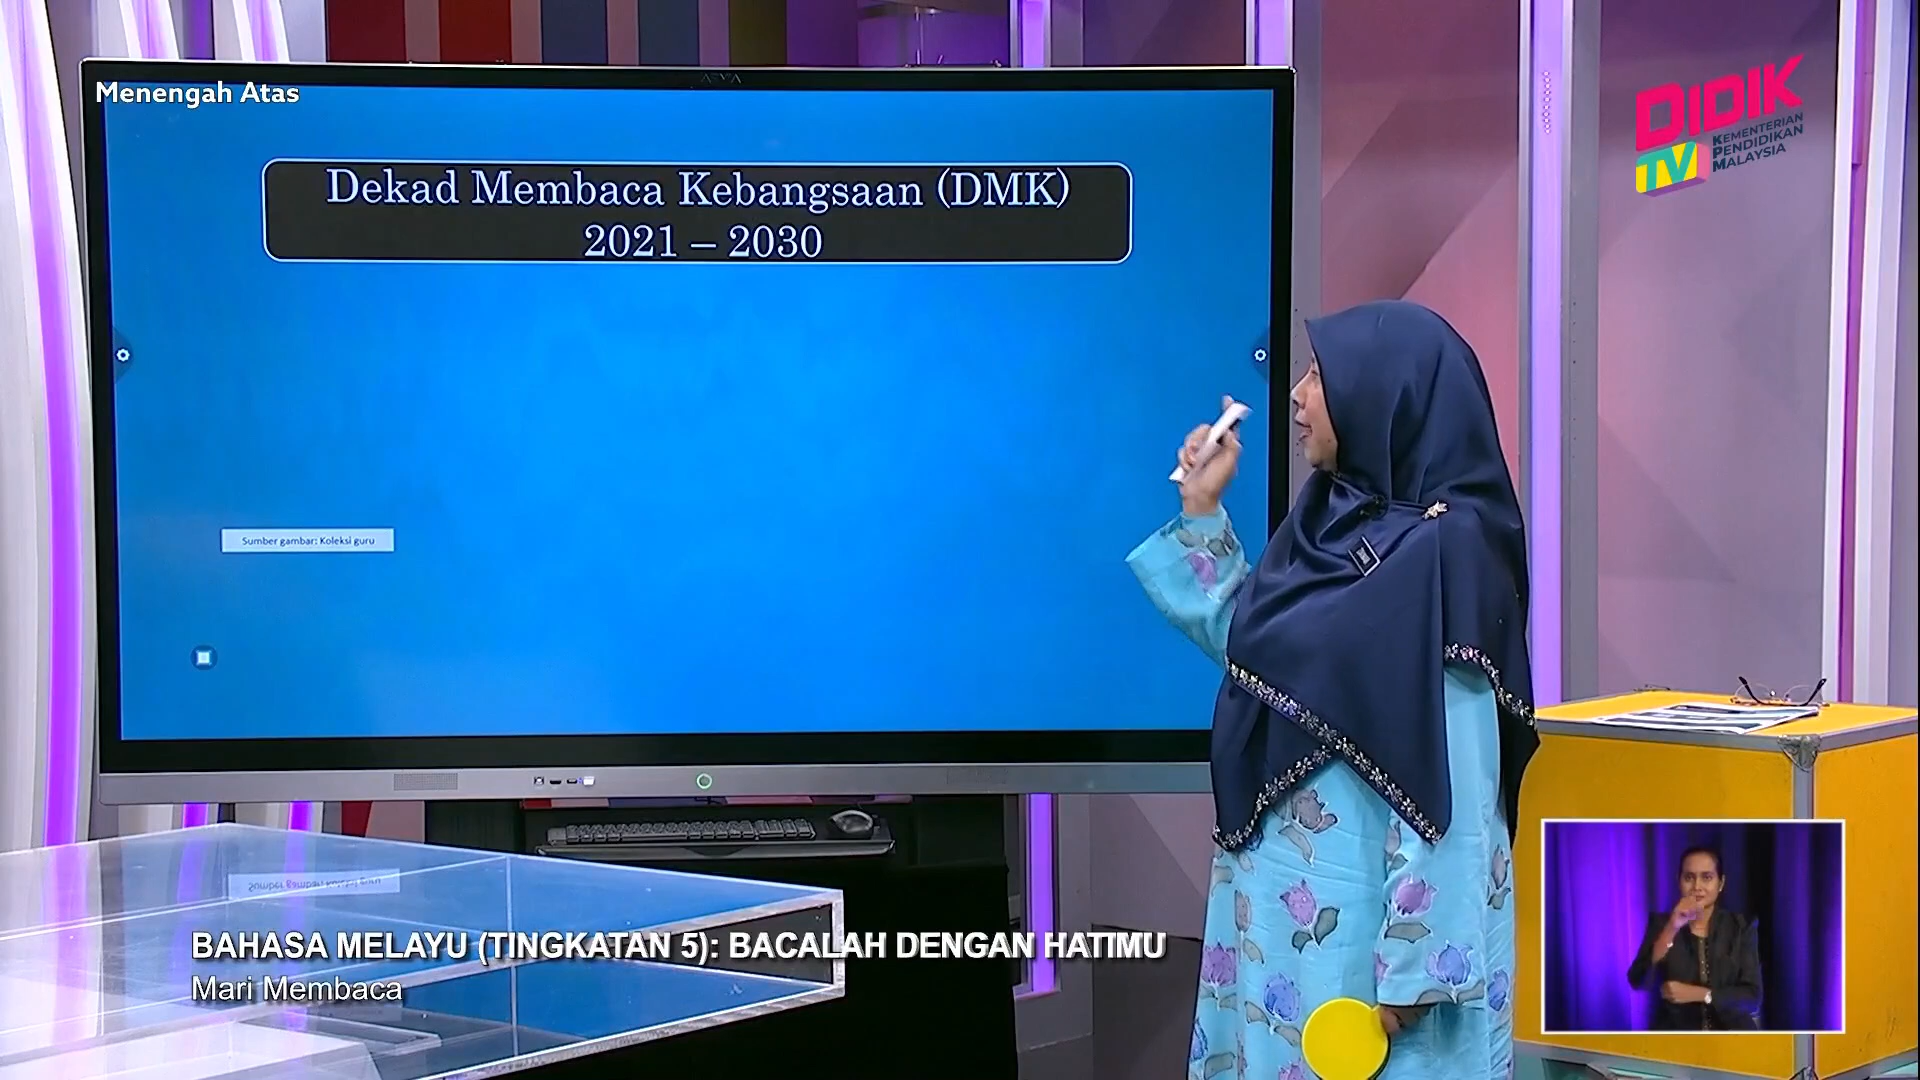 Menengah Atas
DIDIK
TV
KEMENTERIAN
PENDIDIKAN
MALAYSIA
Dekad Membaca Kebangsaan (DMK)
2021 – 2030
Sumber gambar: Koleksi guru
BAHASA MELAYU (TINGKATAN 5): BACALAH DENGAN HATIMU
Mari Membaca